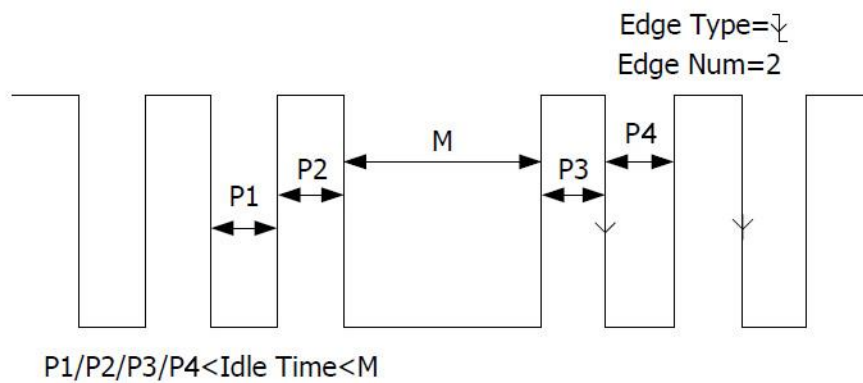 Edge Type=
Edge Num=2
M
P4
P2
P3
P1
P1/P2/P3/P4<Idle Time<M